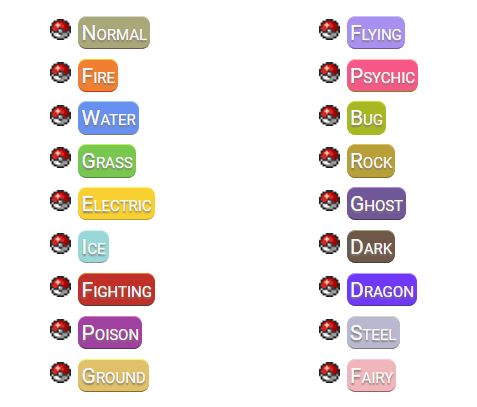 Normal
Fire
Water
Grass
Electric
Ice
Fighting
Poison
Ground
Flying
Psychic
Bug
Rock
Ghost
Dark
Dragon
Steel
Fairy